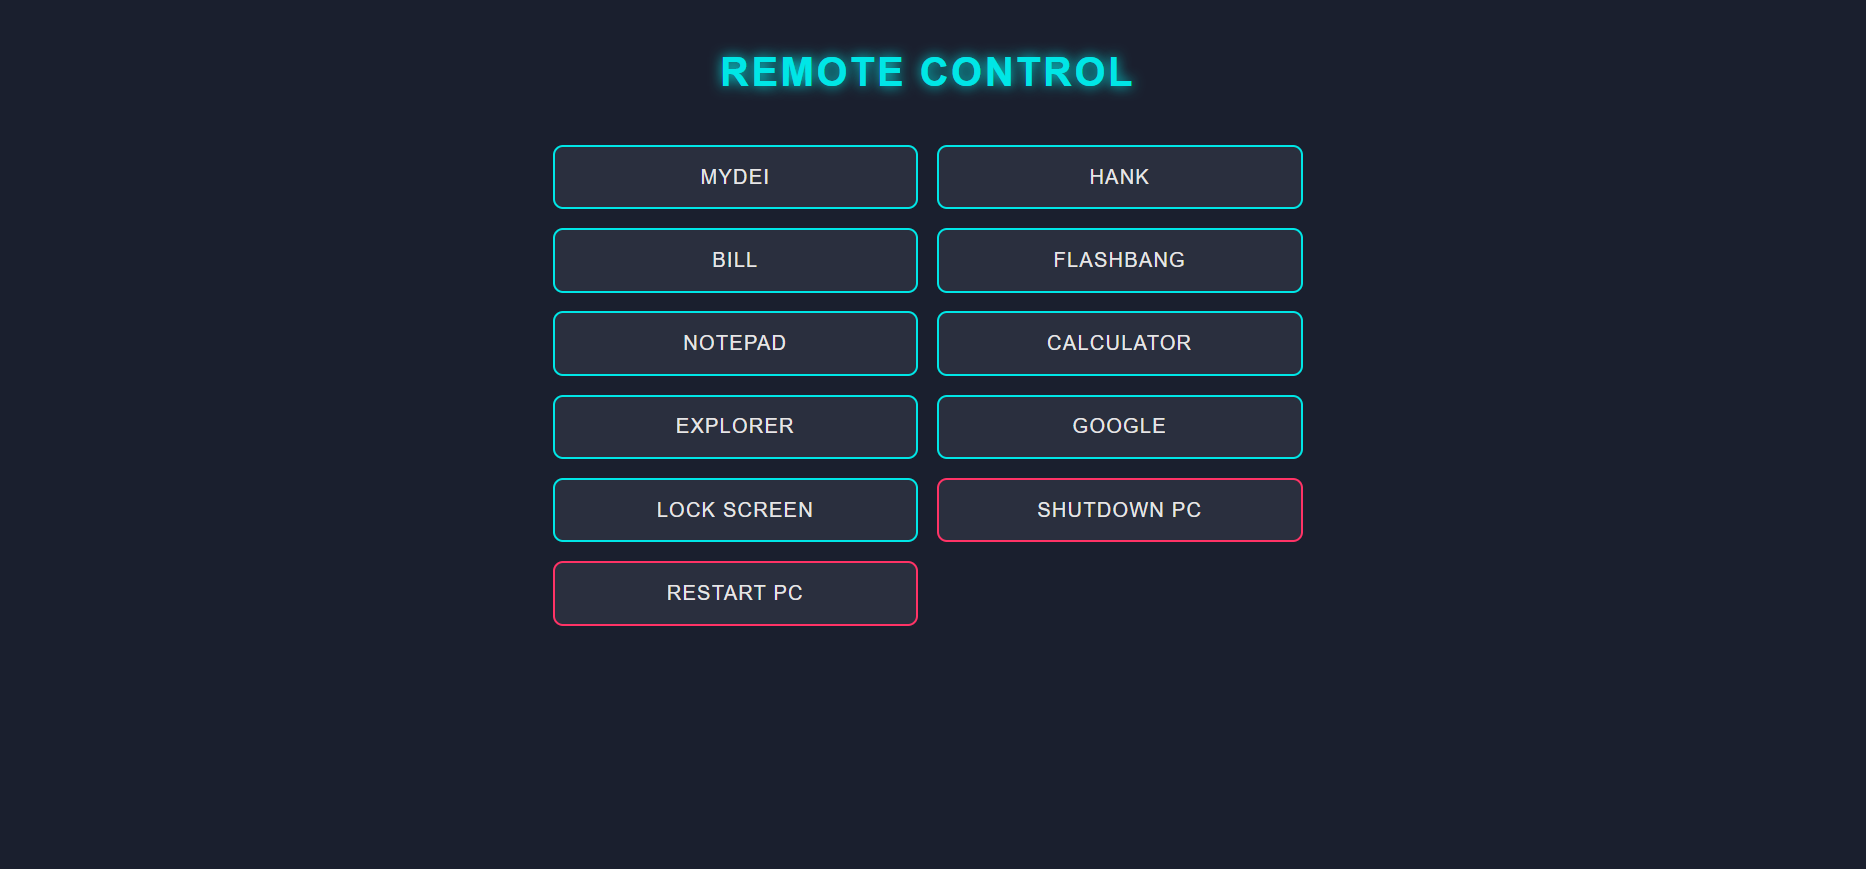 REMOTE CONTROL
MYDEI
HANK
BILL
FLASHBANG
NOTEPAD
CALCULATOR
EXPLORER
GOOGLE
LOCK SCREEN
SHUTDOWN PC
RESTART PC